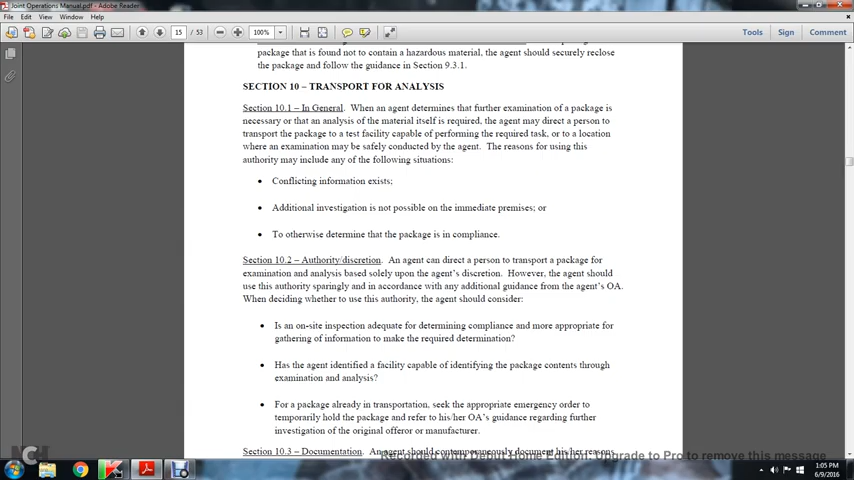 Joint Operations Manual.pdf - Adobe Reader
File Edit View Window Help
15 / 53 100% Tools Sign Comment
package that is found not to contain a hazardous material, the agent should securely reclose
the package and follow the guidance in Section 9.3.1.
SECTION 10 – TRANSPORT FOR ANALYSIS
Section 10.1 – In General. When an agent determines that further examination of a package is
necessary or that an analysis of the material itself is required, the agent may direct a person to
transport the package to a test facility capable of performing the required task, or to a location
where an examination may be safely conducted by the agent. The reasons for using this
authority may include any of the following situations:
• Conflicting information exists;
• Additional investigation is not possible on the immediate premises; or
• To otherwise determine that the package is in compliance.
Section 10.2 – Authority/discretion. An agent can direct a person to transport a package for
examination and analysis based solely upon the agent's discretion. However, the agent should
use this authority sparingly and in accordance with any additional guidance from the agent's OA.
When deciding whether to use this authority, the agent should consider:
• Is an on-site inspection adequate for determining compliance and more appropriate for
gathering of information to make the required determination?
• Has the agent identified a facility capable of identifying the package contents through
examination and analysis?
• For a package already in transportation, seek the appropriate emergency order to
temporarily hold the package and refer to his/her OA's guidance regarding further
investigation of the original offeror or manufacturer.
Section 10.3 – Documentation. An agent should contemporaneously document his/her reasons
Recorded with Debut Home Edition. Upgrade to Pro to remove this message
NCH
1:05 PM
6/9/2016